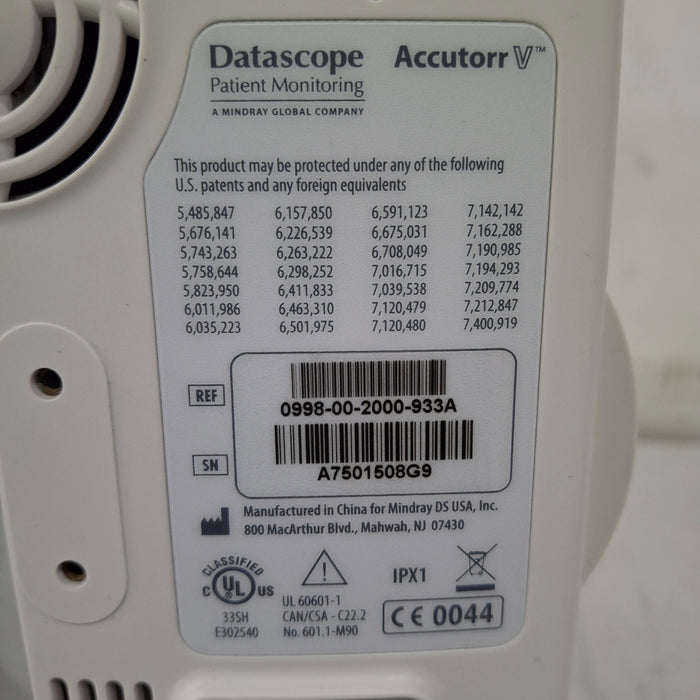 Datascope Accutorr V™
Patient Monitoring
A MINDRAY GLOBAL COMPANY
This product may be protected under any of the following
U.S. patents and any foreign equivalents
5,485,847 6,157,850 6,591,123 7,142,142
5,676,141 6,226,539 6,675,031 7,162,288
5,743,263 6,263,222 6,708,049 7,190,985
5,758,644 6,298,252 7,016,715 7,194,293
5,823,950 6,411,833 7,039,538 7,209,774
6,011,986 6,463,310 7,120,479 7,212,847
6,035,223 6,501,975 7,120,480 7,400,919
REF 0998-00-2000-933A
SN A7501508G9
Manufactured in China for Mindray DS USA, Inc.
800 MacArthur Blvd., Mahwah, NJ 07430
CLASSIFIED
C UL US
33SH
E302540
UL 60601-1
CAN/CSA - C22.2
No. 601.1-M90
IPX1
CE 0044